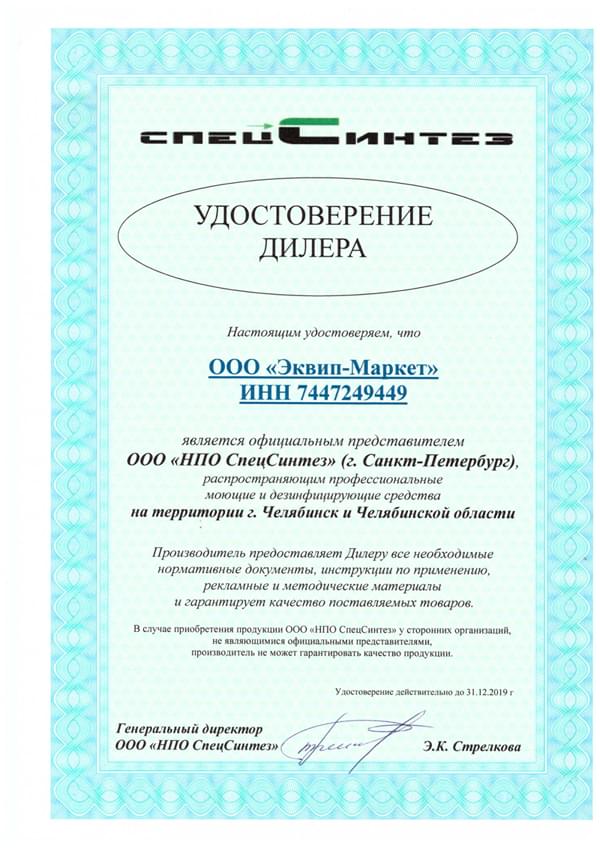 спецСинтез
УДОСТОВЕРЕНИЕ
ДИЛЕРА
Настоящим удостоверяем, что
ООО «Эквип-Маркет»
ИНН 7447249449
является официальным представителем
ООО «НПО СпецСинтез» (г. Санкт-Петербург),
распространяющим профессиональные
моющие и дезинфицирующие средства
на территории г. Челябинск и Челябинской области
Производитель предоставляет Дилеру все необходимые
нормативные документы, инструкции по применению,
рекламные и методические материалы
и гарантирует качество поставляемых товаров.
В случае приобретения продукции ООО «НПО СпецСинтез» у сторонних организаций,
не являющимися официальными представителями,
производитель не может гарантировать качество продукции.
Удостоверение действительно до 31.12.2019 г
Генеральный директор
ООО «НПО СпецСинтез»
Э.К. Стрелкова